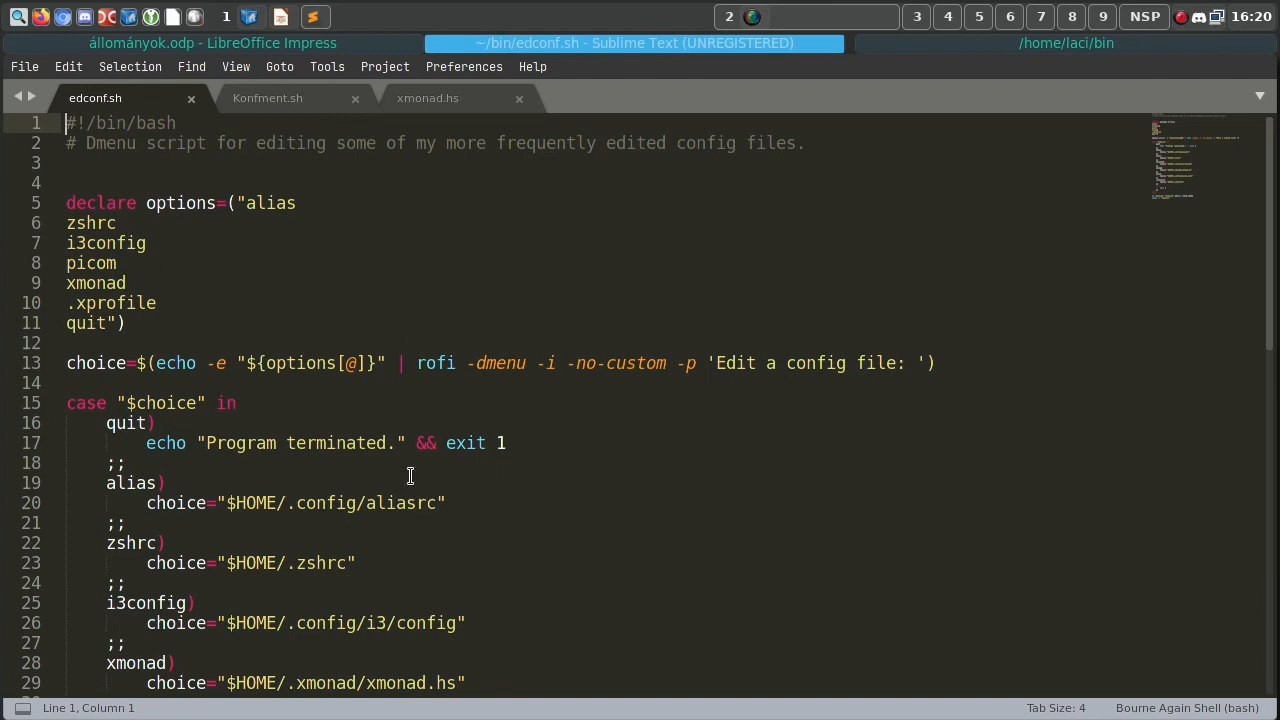 1 2 3 4 5 6 7 8 9 NSP 16:20
állományok.odp - LibreOffice Impress ~/bin/edconf.sh - Sublime Text (UNREGISTERED) /home/laci/bin
File Edit Selection Find View Goto Tools Project Preferences Help
edconf.sh Konfment.sh xmonad.hs
1 #!/bin/bash
2 # Dmenu script for editing some of my more frequently edited config files.
3
4
5 declare options=("alias
6 zshrc
7 i3config
8 picom
9 xmonad
10 .xprofile
11 quit")
12
13 choice=$(echo -e "${options[@]}" | rofi -dmenu -i -no-custom -p 'Edit a config file: ')
14
15 case "$choice" in
16 quit)
17 echo "Program terminated." && exit 1
18 ;;
19 alias)
20 choice="$HOME/.config/aliasrc"
21 ;;
22 zshrc)
23 choice="$HOME/.zshrc"
24 ;;
25 i3config)
26 choice="$HOME/.config/i3/config"
27 ;;
28 xmonad)
29 choice="$HOME/.xmonad/xmonad.hs"
Line 1, Column 1 Tab Size: 4 Bourne Again Shell (bash)